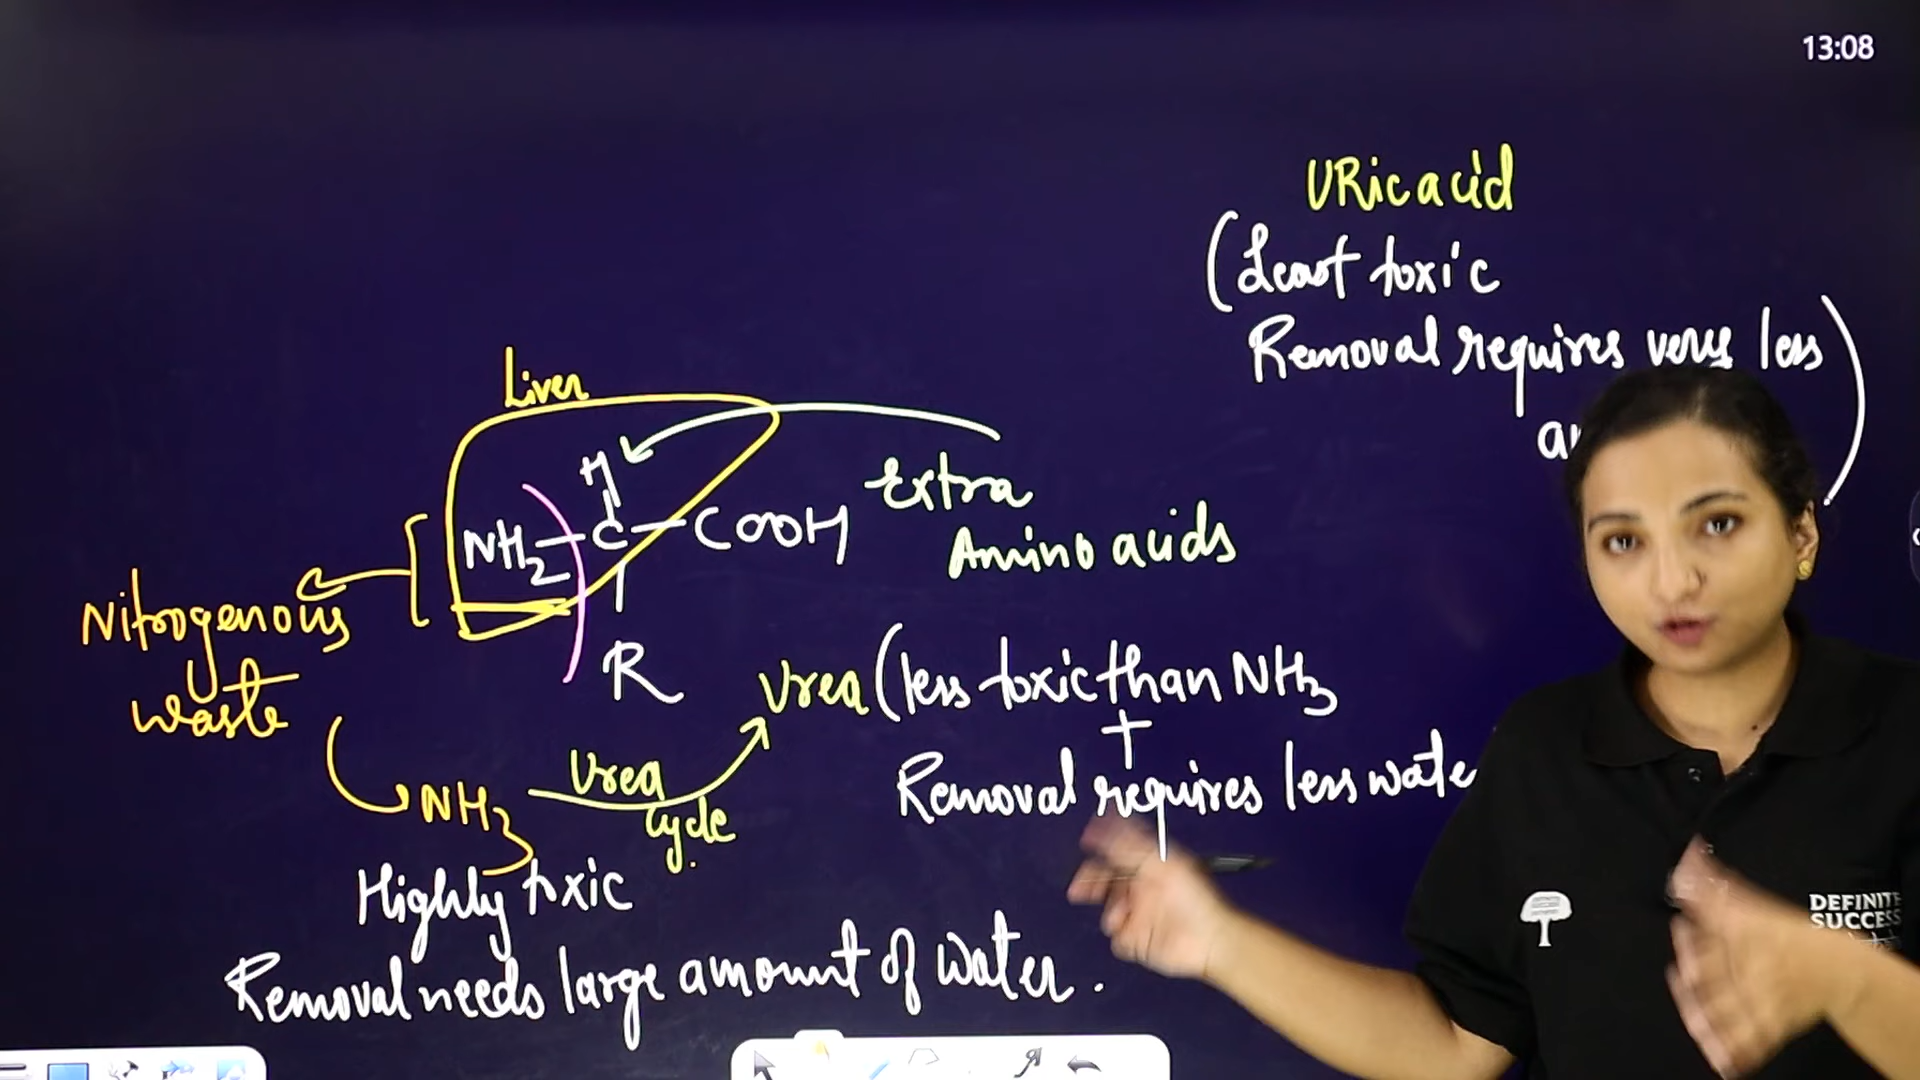 13:08
URic acid
(Least toxic
Removal requires very less
Liver
H
NH2-C-COOH
R
Extra
Amino acids
Nitrogenous
waste
Urea (less toxic than NH3
+
Removal requires less wate
NH3
Urea
cycle
Highly toxic
Removal needs large amount of water.
DEFINITE
SUCCESS